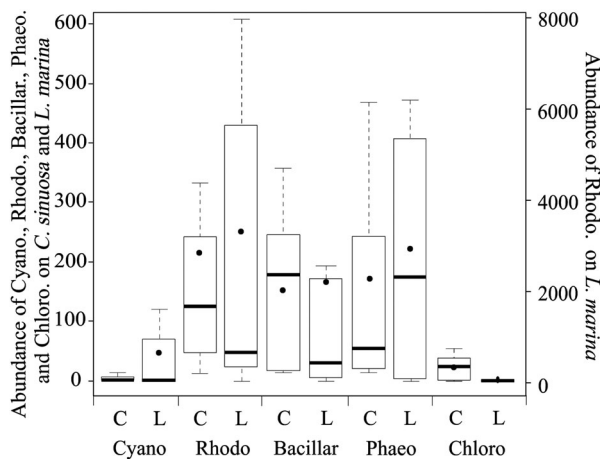 Abundance of Cyano., Rhodo., Bacillar., Phaeo.
and Chloro. on C. sinuosa and L. marina
600
500
400
300
200
100
0
8000
6000
4000
2000
0
Abundance of Rhodo. on L. marina
C L C L C L C L C L
Cyano Rhodo Bacillar Phaeo Chloro